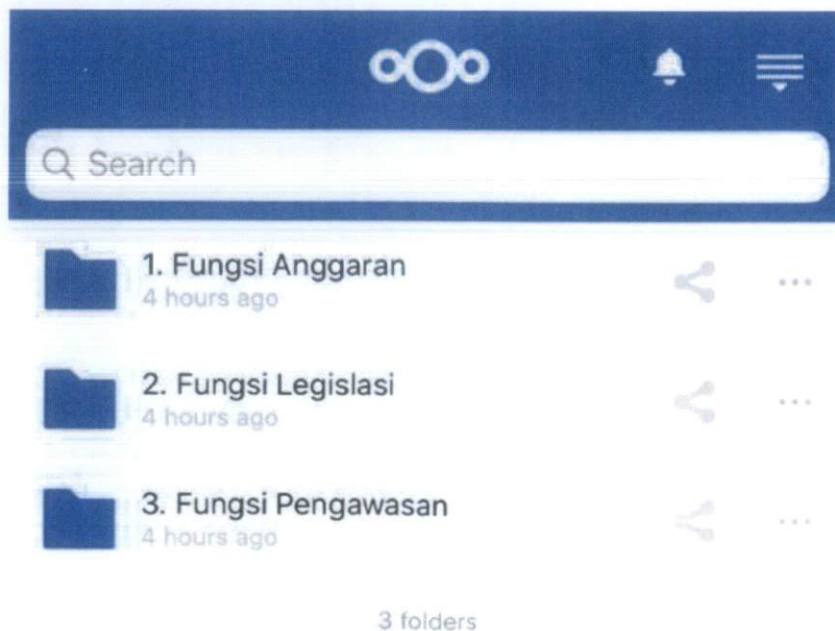 Search
1. Fungsi Anggaran
4 hours ago
2. Fungsi Legislasi
4 hours ago
3. Fungsi Pengawasan
4 hours ago
3 folders